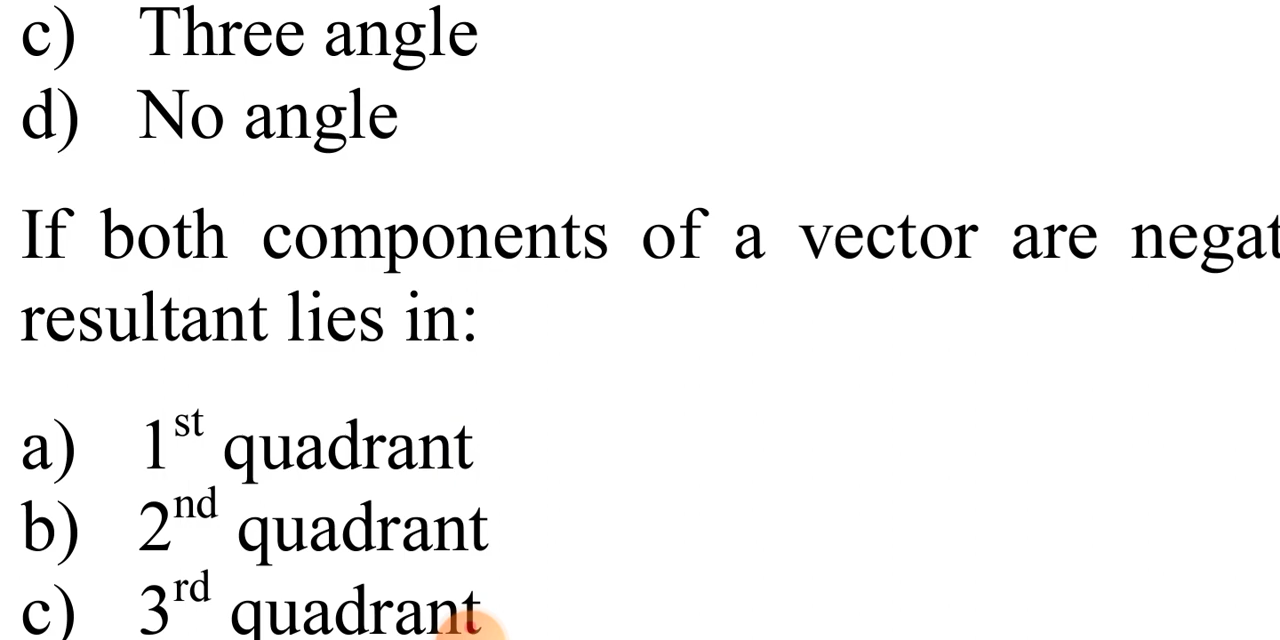 c) Three angle
d) No angle
If both components of a vector are negat
resultant lies in:
a) 1st quadrant
b) 2nd quadrant
c) 3rd quadrant